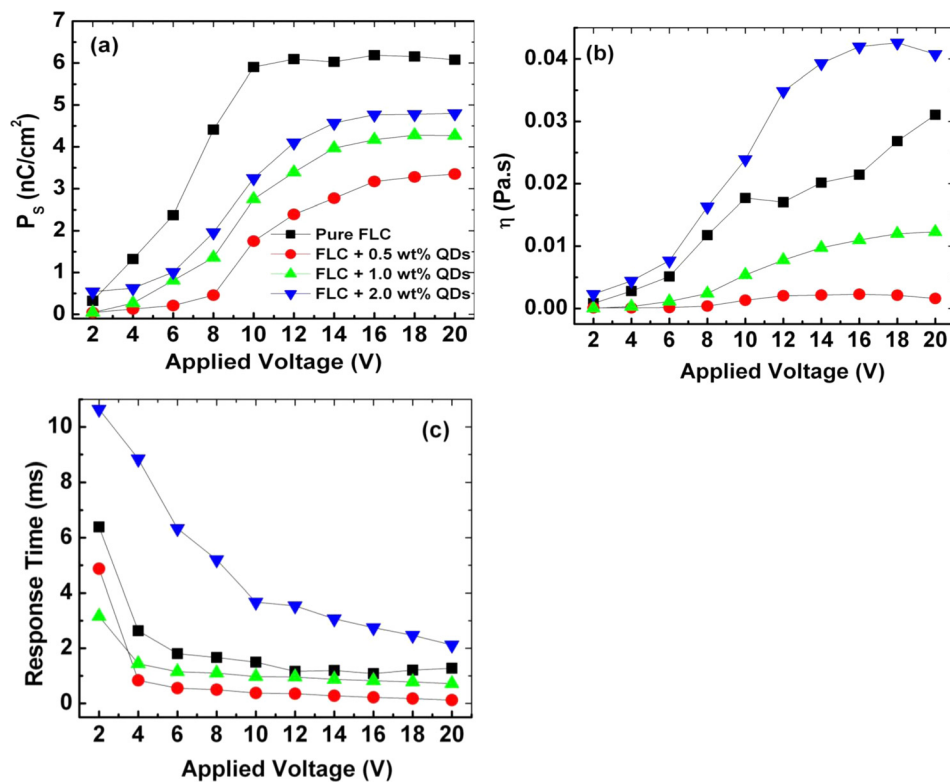 (a)
P_S (nC/cm²)
7
6
5
4
3
2
1
0
Pure FLC
FLC + 0.5 wt% QDs
FLC + 1.0 wt% QDs
FLC + 2.0 wt% QDs
2 4 6 8 10 12 14 16 18 20
Applied Voltage (V)
(b)
η (Pa.s)
0.04
0.03
0.02
0.01
0.00
2 4 6 8 10 12 14 16 18 20
Applied Voltage (V)
(c)
Response Time (ms)
10
8
6
4
2
0
2 4 6 8 10 12 14 16 18 20
Applied Voltage (V)